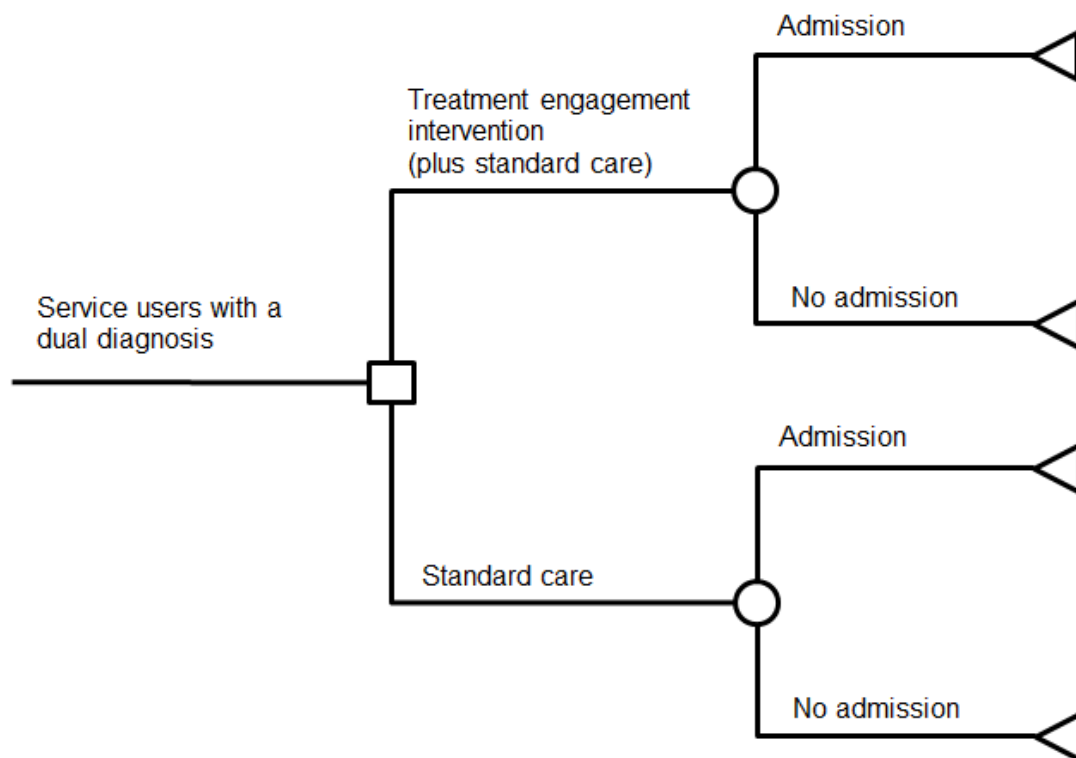 Admission
Treatment engagement
intervention
(plus standard care)
No admission
Service users with a
dual diagnosis
Admission
Standard care
No admission